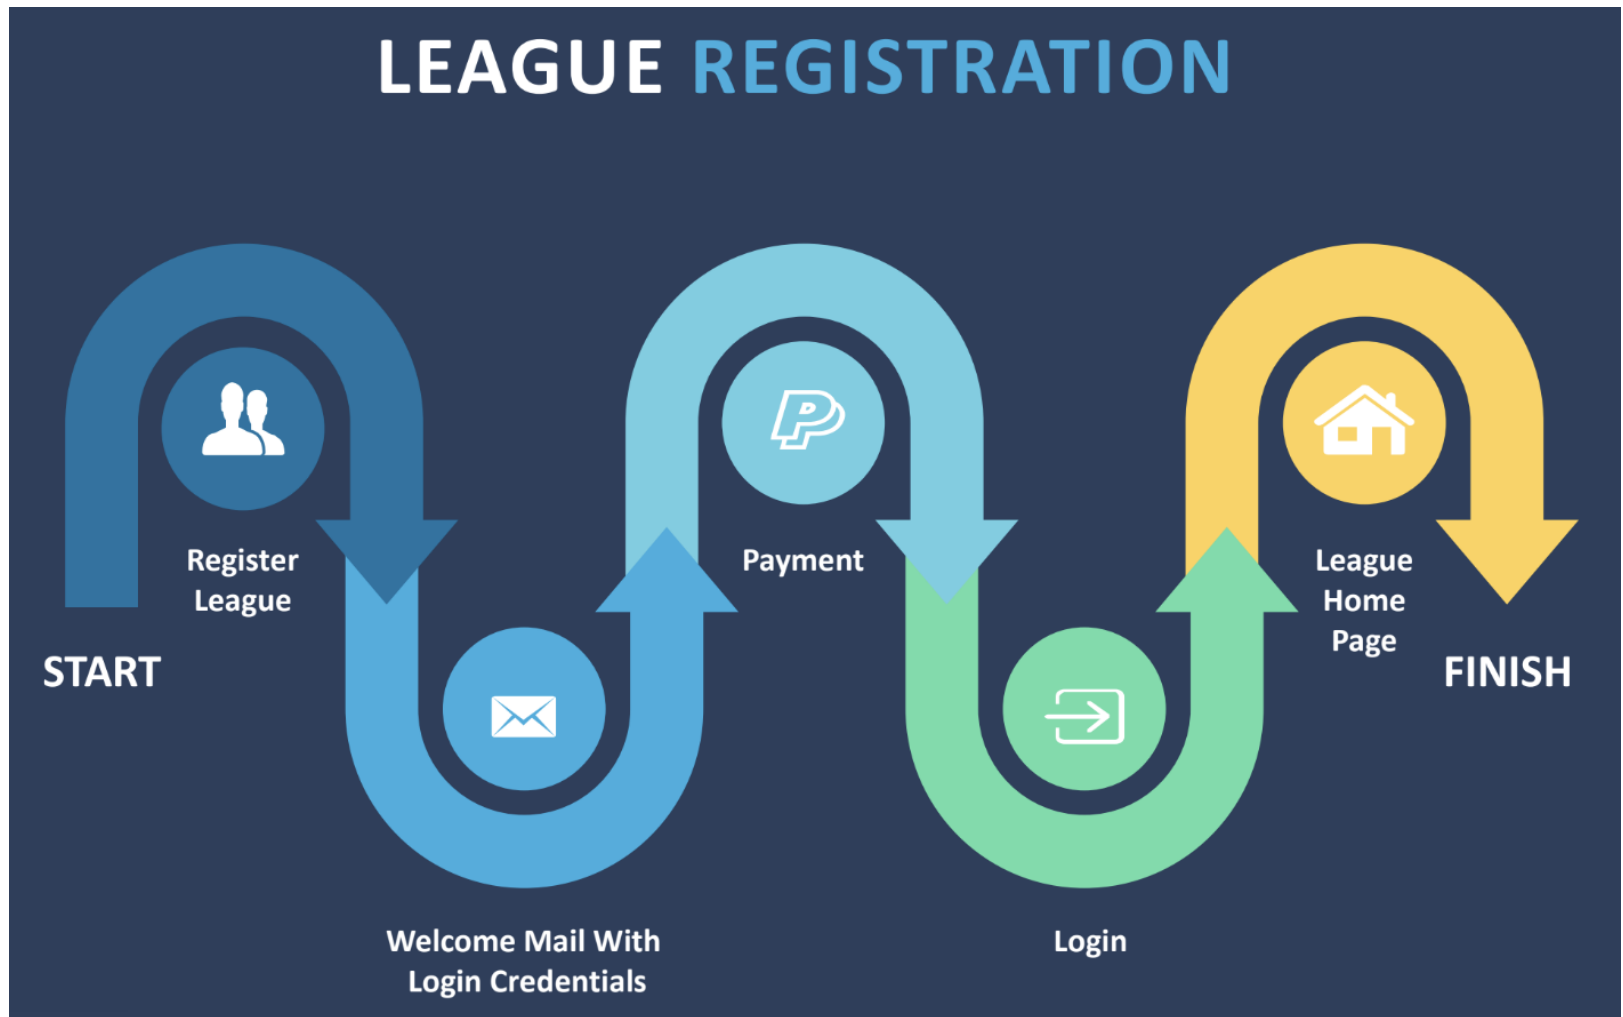 LEAGUE REGISTRATION
Register
League
START
Welcome Mail With
Login Credentials
Payment
Login
League
Home
Page
FINISH